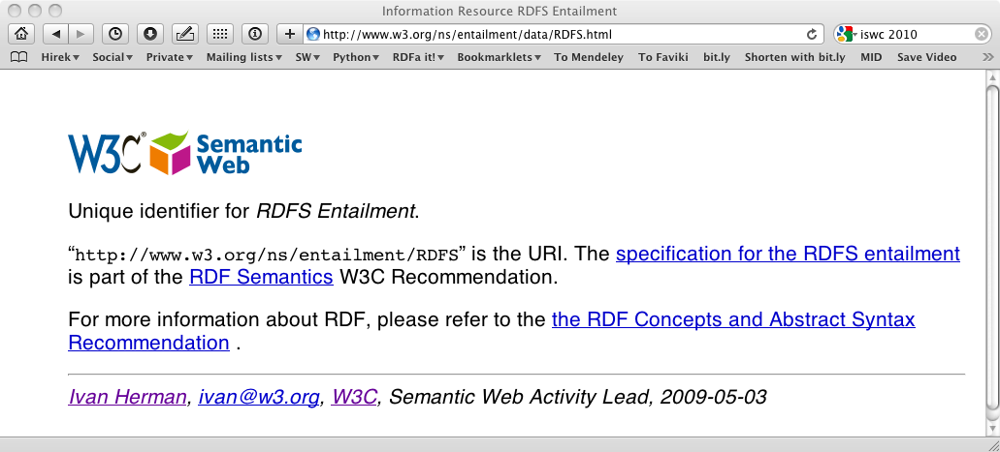 Information Resource RDFS Entailment
http://www.w3.org/ns/entailment/data/RDFS.html
iswc 2010
Hirek Social Private Mailing lists SW Python RDFa it! Bookmarklets To Mendeley To Faviki bit.ly Shorten with bit.ly MID Save Video
W3C® Semantic
Web
Unique identifier for RDFS Entailment.
“http://www.w3.org/ns/entailment/RDFS” is the URI. The specification for the RDFS entailment
is part of the RDF Semantics W3C Recommendation.
For more information about RDF, please refer to the the RDF Concepts and Abstract Syntax
Recommendation .
Ivan Herman, ivan@w3.org, W3C, Semantic Web Activity Lead, 2009-05-03